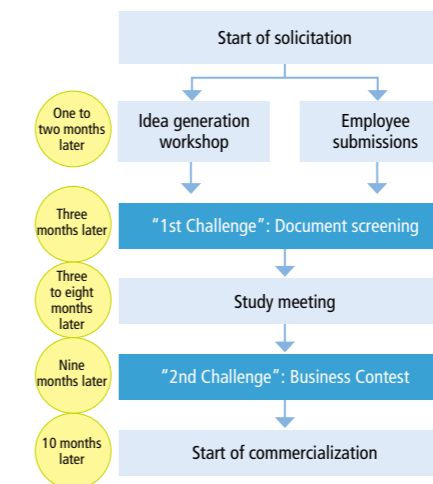 Start of solicitation
One to
two months
later
Idea generation
workshop
Employee
submissions
Three
months later
"1st Challenge": Document screening
Three
to eight
months
later
Study meeting
Nine
months later
"2nd Challenge": Business Contest
10 months
later
Start of commercialization